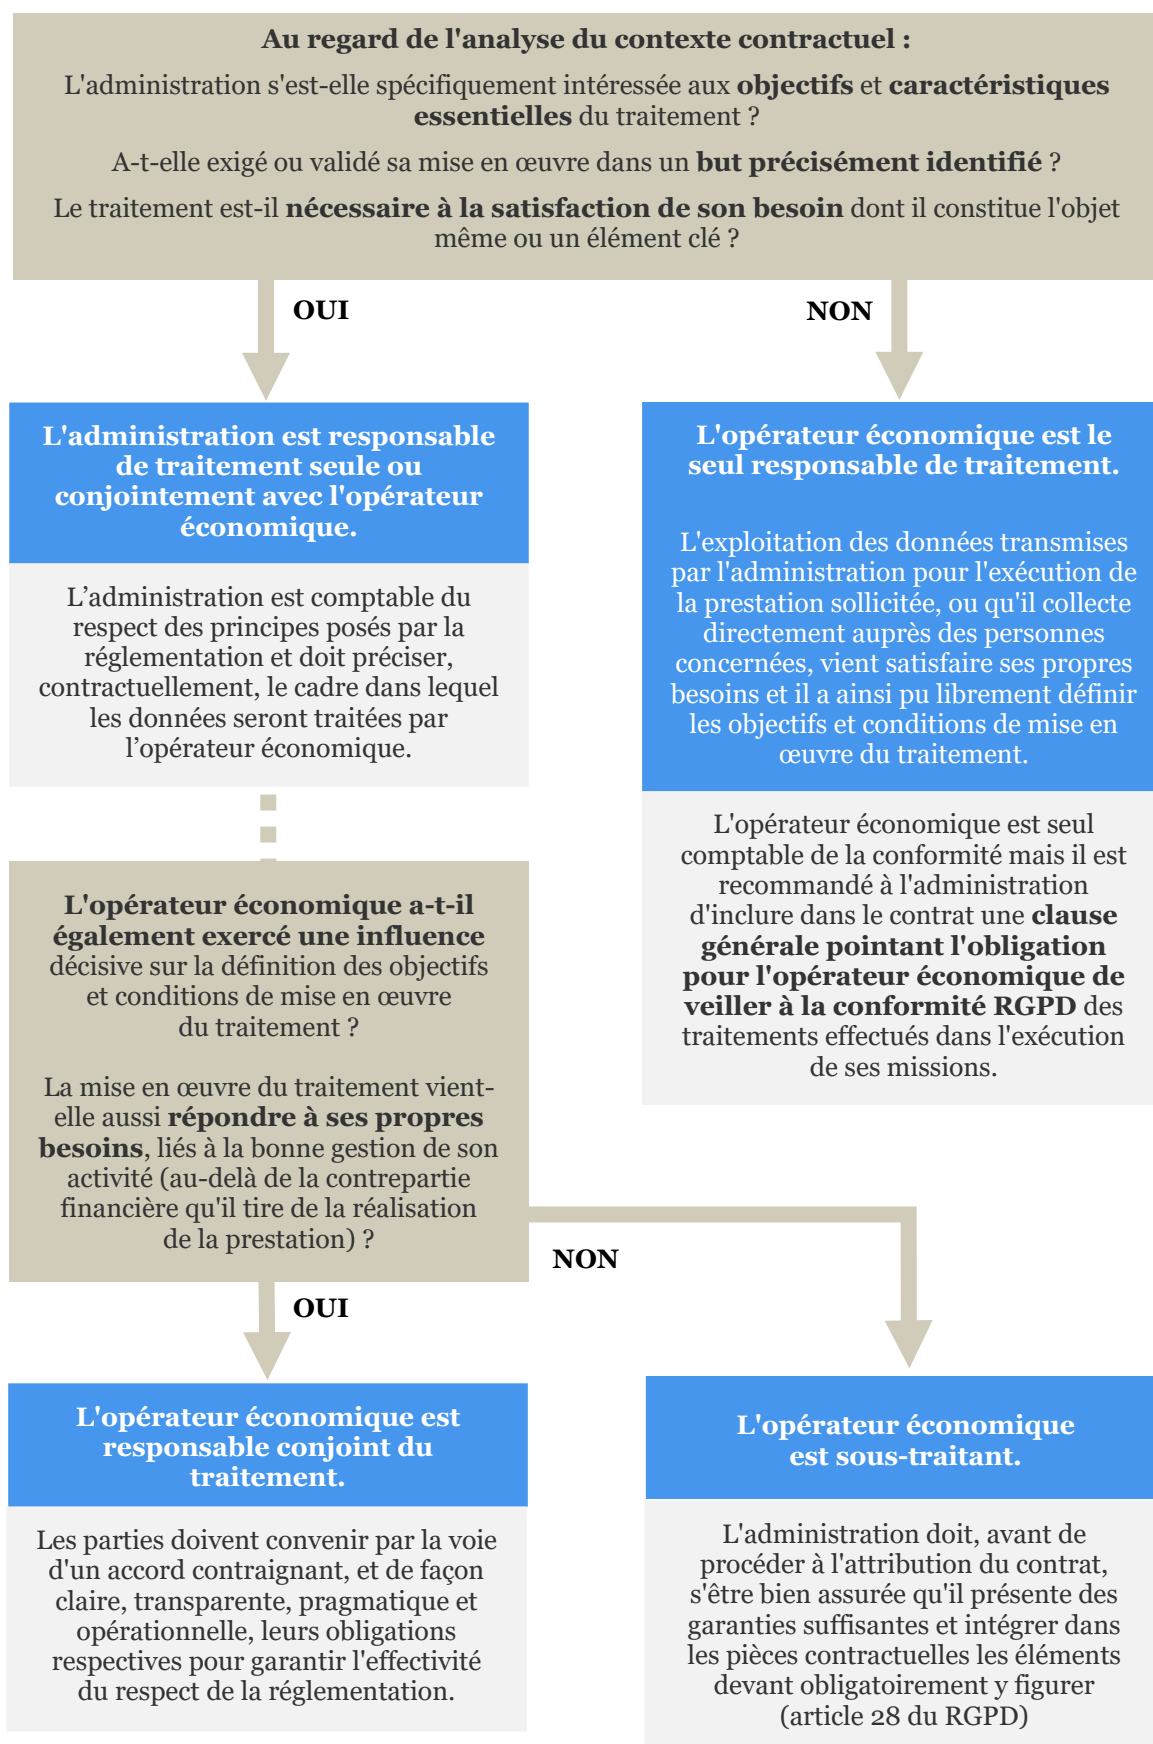 Au regard de l'analyse du contexte contractuel :
L'administration s'est-elle spécifiquement intéressée aux objectifs et caractéristiques
essentielles du traitement ?
A-t-elle exigé ou validé sa mise en œuvre dans un but précisément identifié ?
Le traitement est-il nécessaire à la satisfaction de son besoin dont il constitue l'objet
même ou un élément clé ?
OUI
NON
L'administration est responsable
de traitement seule ou
conjointement avec l'opérateur
économique.
L’administration est comptable du
respect des principes posés par la
réglementation et doit préciser,
contractuellement, le cadre dans lequel
les données seront traitées par
l’opérateur économique.
L'opérateur économique est le
seul responsable de traitement.
L'exploitation des données transmises
par l'administration pour l'exécution de
la prestation sollicitée, ou qu'il collecte
directement auprès des personnes
concernées, vient satisfaire ses propres
besoins et il a ainsi pu librement définir
les objectifs et conditions de mise en
œuvre du traitement.
L'opérateur économique est seul
comptable de la conformité mais il est
recommandé à l'administration
d'inclure dans le contrat une clause
générale pointant l'obligation
pour l'opérateur économique de
veiller à la conformité RGPD des
traitements effectués dans l'exécution
de ses missions.
L'opérateur économique a-t-il
également exercé une influence
décisive sur la définition des objectifs
et conditions de mise en œuvre
du traitement ?
La mise en œuvre du traitement vient-
elle aussi répondre à ses propres
besoins, liés à la bonne gestion de son
activité (au-delà de la contrepartie
financière qu'il tire de la réalisation
de la prestation) ?
NON
OUI
L'opérateur économique est
responsable conjoint du
traitement.
Les parties doivent convenir par la voie
d'un accord contraignant, et de façon
claire, transparente, pragmatique et
opérationnelle, leurs obligations
respectives pour garantir l'effectivité
du respect de la réglementation.
L'opérateur économique
est sous-traitant.
L'administration doit, avant de
procéder à l'attribution du contrat,
s'être bien assurée qu'il présente des
garanties suffisantes et intégrer dans
les pièces contractuelles les éléments
devant obligatoirement y figurer
(article 28 du RGPD)